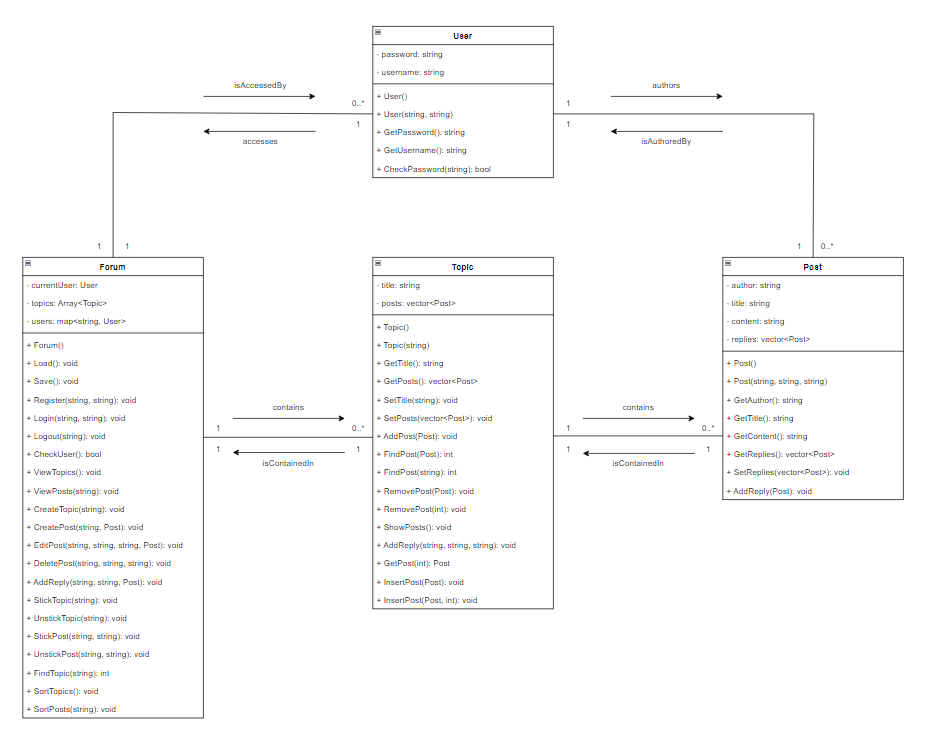 User
- password: string
- username: string
+ User()
+ User(string, string)
+ GetPassword(): string
+ GetUsername(): string
+ CheckPassword(string): bool
isAccessedBy
0..*
1
accesses
1
1
authors
1
1
isAuthoredBy
1
0..*
Forum
- currentUser: User
- topics: Array<Topic>
- users: map<string, User>
+ Forum()
+ Load(): void
+ Save(): void
+ Register(string, string): void
+ Login(string, string): void
+ Logout(string): void
+ CheckUser(): bool
+ ViewTopics(): void
+ ViewPosts(string): void
+ CreateTopic(string): void
+ CreatePost(string, Post): void
+ EditPost(string, string, string, Post): void
+ DeletePost(string, string, string): void
+ AddReply(string, string, Post): void
+ StickTopic(string): void
+ UnstickTopic(string): void
+ StickPost(string, string): void
+ UnstickPost(string, string): void
+ FindTopic(string): int
+ SortTopics(): void
+ SortPosts(string): void
contains
1
0..*
1
1
isContainedIn
Topic
- title: string
- posts: vector<Post>
+ Topic()
+ Topic(string)
+ GetTitle(): string
+ GetPosts(): vector<Post>
+ SetTitle(string): void
+ SetPosts(vector<Post>): void
+ AddPost(Post): void
+ FindPost(Post): int
+ FindPost(string): int
+ RemovePost(Post): void
+ RemovePost(int): void
+ ShowPosts(): void
+ AddReply(string, string, string): void
+ GetPost(int): Post
+ InsertPost(Post): void
+ InsertPost(Post, int): void
contains
1
0..*
1
1
isContainedIn
Post
- author: string
- title: string
- content: string
- replies: vector<Post>
+ Post()
+ Post(string, string, string)
+ GetAuthor(): string
+ GetTitle(): string
+ GetContent(): string
+ GetReplies(): vector<Post>
+ SetReplies(vector<Post>): void
+ AddReply(Post): void